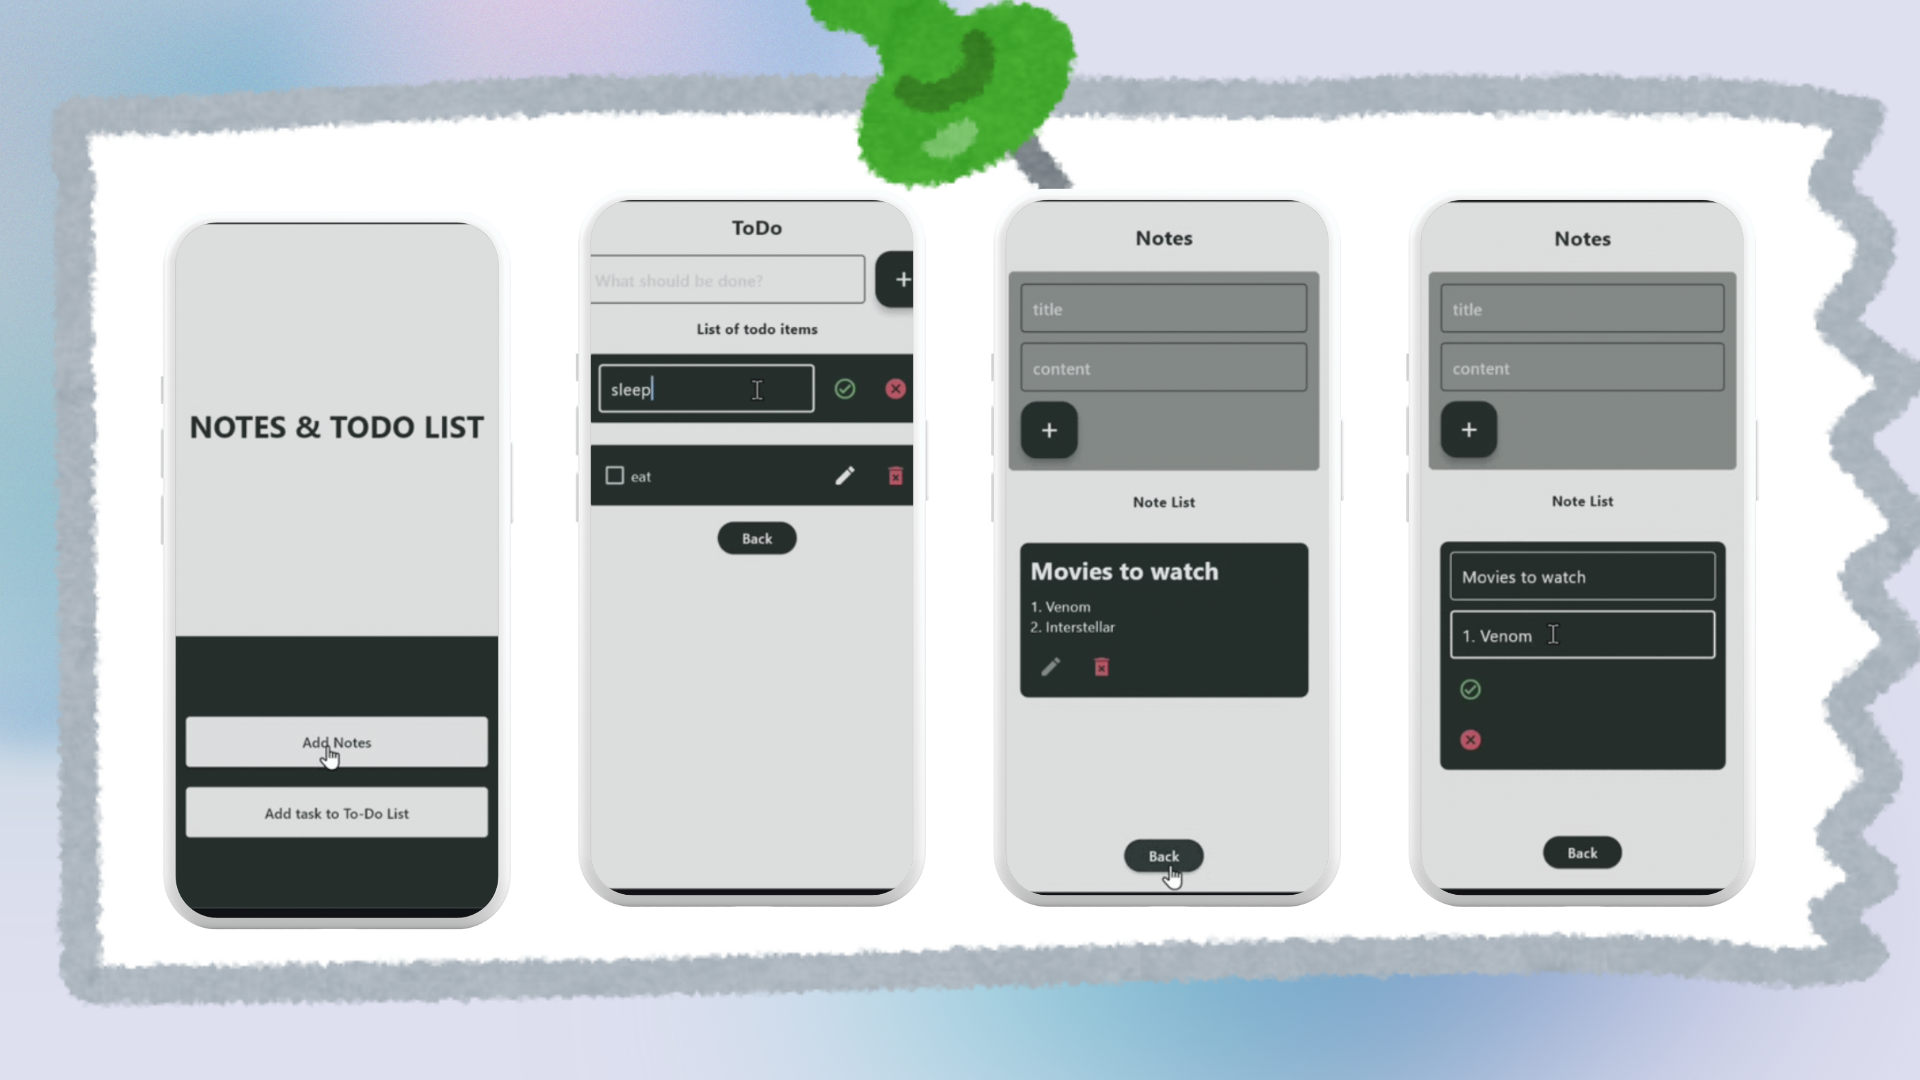 NOTES & TODO LIST
Add Notes
Add task to To-Do List
ToDo
What should be done?
+
List of todo items
sleep
eat
Back
Notes
title
content
+
Note List
Movies to watch
1. Venom
2. Interstellar
Back
Notes
title
content
+
Note List
Movies to watch
1. Venom
Back